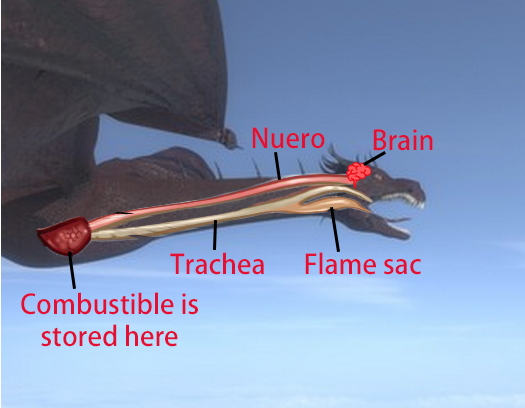 Nuero
Brain
Trachea
Flame sac
Combustible is
stored here